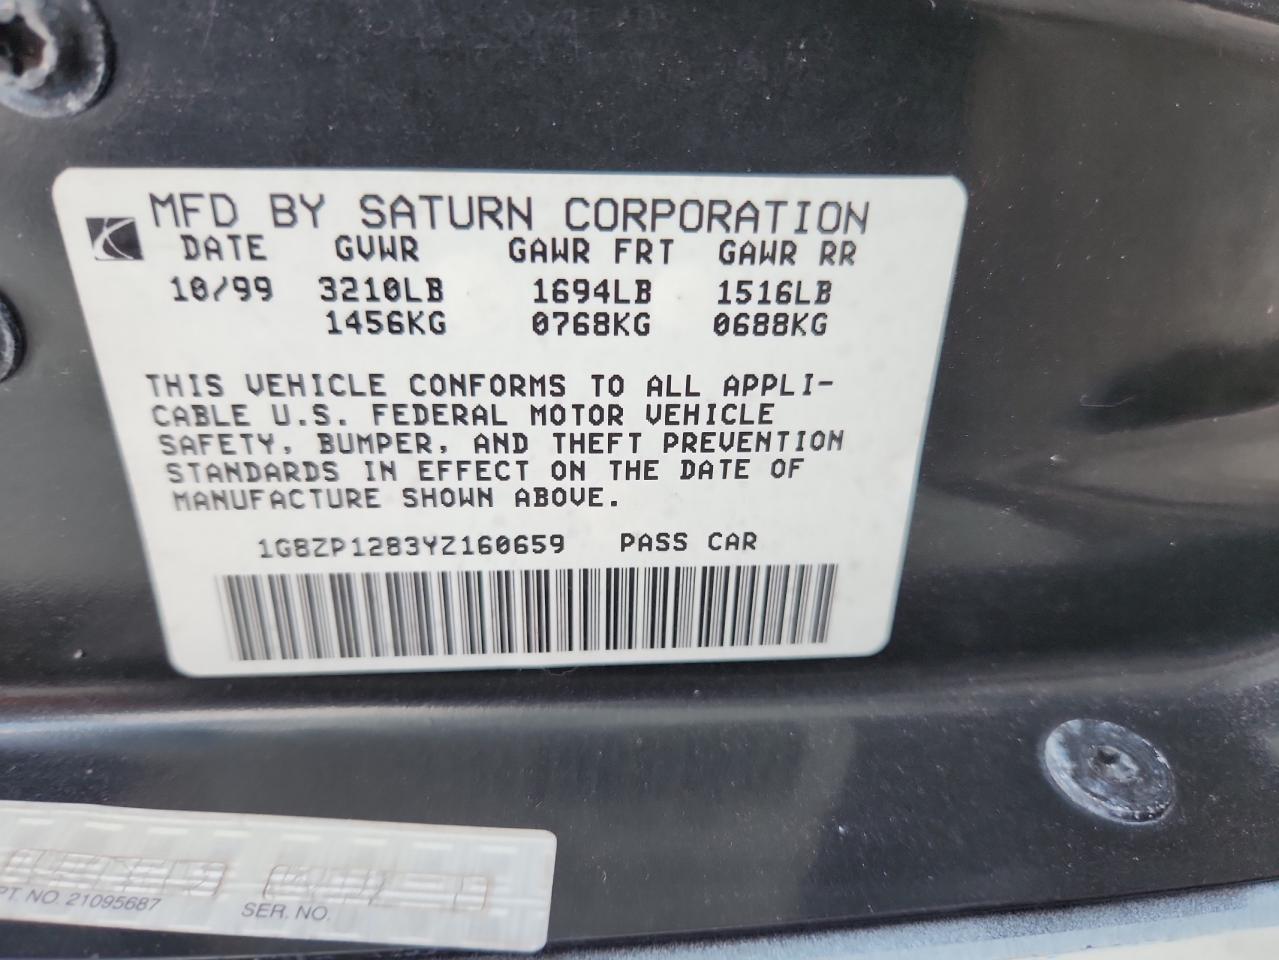 MFD BY SATURN CORPORATION
DATE GVWR GAWR FRT GAWR RR
10/99 3210LB 1694LB 1516LB
1456KG 0768KG 0688KG
THIS VEHICLE CONFORMS TO ALL APPLI-
CABLE U.S. FEDERAL MOTOR VEHICLE
SAFETY, BUMPER, AND THEFT PREVENTION
STANDARDS IN EFFECT ON THE DATE OF
MANUFACTURE SHOWN ABOVE.
1G8ZP1283YZ160659 PASS CAR
PT. NO. 21095687 SER. NO.